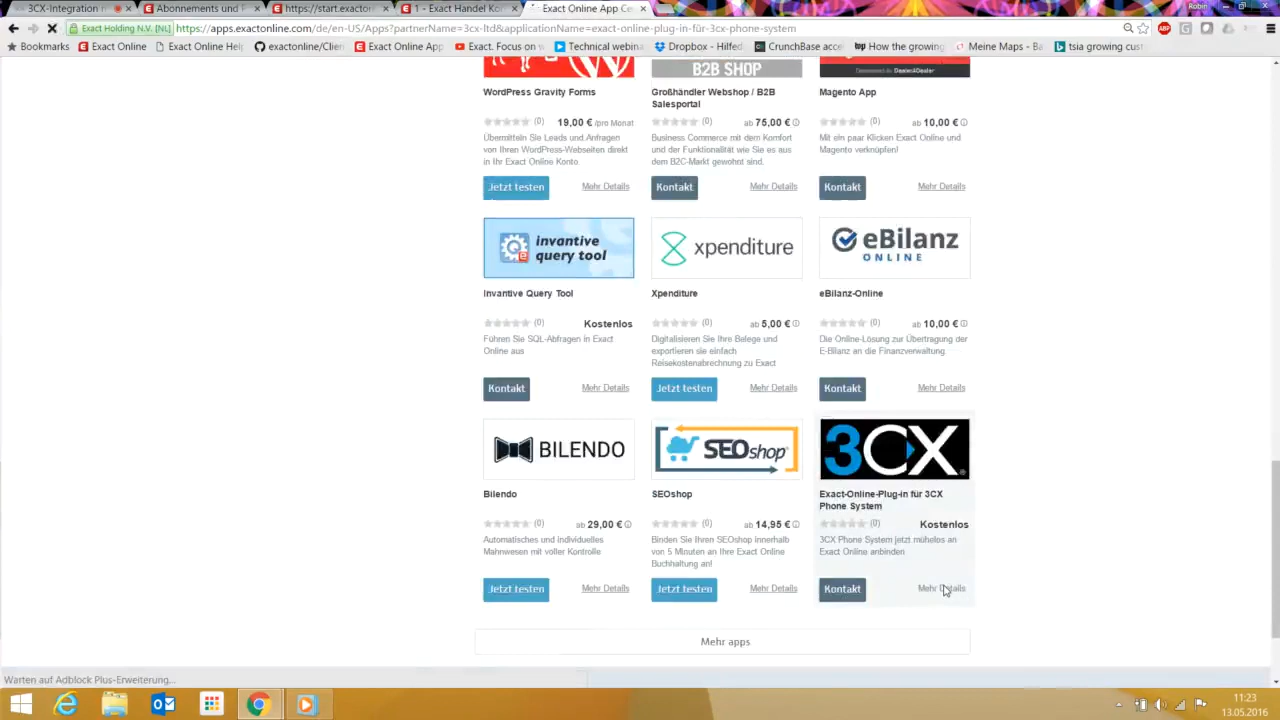 3CX-Integration in
Abonnements und Pr
https://start.exactonlin
1 - Exact Handel Kon
Exact Online App Cen
Robin
Exact Holding N.V. [NL]
https://apps.exactonline.com/de/en-US/Apps?partnerName=3cx-ltd&applicationName=exact-online-plug-in-für-3cx-phone-system
Bookmarks
Exact Online
Exact Online Help
exactonline/Client
Exact Online App C
Exact. Focus on v
Technical webina
Dropbox - Hilfed
CrunchBase acce
How the growing
Meine Maps - Ba
tsia growing cust
B2B SHOP
WordPress Gravity Forms
Großhändler Webshop / B2B
Salesportal
Magento App
(0) 19,00 € /pro Monat
(0) ab 75,00 €
(0) ab 10,00 €
Übermitteln Sie Leads und Anfragen
von Ihren WordPress-Webseiten direkt
in Ihr Exact Online Konto
Business Commerce mit dem Komfort
und der Funktionalität wie Sie es aus
dem B2C-Markt gewohnt sind.
Mit ein paar Klicken Exact Online und
Magento verknüpfen!
Jetzt testen Mehr Details
Kontakt Mehr Details
Kontakt Mehr Details
invantive
query tool
xpenditure
eBilanz
ONLINE
Invantive Query Tool
Xpenditure
eBilanz-Online
(0) Kostenlos
(0) ab 5,00 €
(0) ab 10,00 €
Führen Sie SQL-Abfragen in Exact
Online aus
Digitalisieren Sie Ihre Belege und
exportieren sie einfach
Reisekostenabrechnung zu Exact
Die Online-Lösung zur Übertragung der
E-Bilanz an die Finanzverwaltung.
Kontakt Mehr Details
Jetzt testen Mehr Details
Kontakt Mehr Details
BILENDO
SEOshop
3CX
Bilendo
SEOshop
Exact-Online-Plug-in für 3CX
Phone System
(0) ab 29,00 €
(0) ab 14,95 €
(0) Kostenlos
Automatisches und individuelles
Mahnwesen mit voller Kontrolle
Binden Sie Ihren SEOshop innerhalb
von 5 Minuten an Ihre Exact Online
Buchhaltung an!
3CX Phone System jetzt mühelos an
Exact Online anbinden
Jetzt testen Mehr Details
Jetzt testen Mehr Details
Kontakt Mehr Details
Mehr apps
Warten auf Adblock Plus-Erweiterung...
11:23
13.05.2016